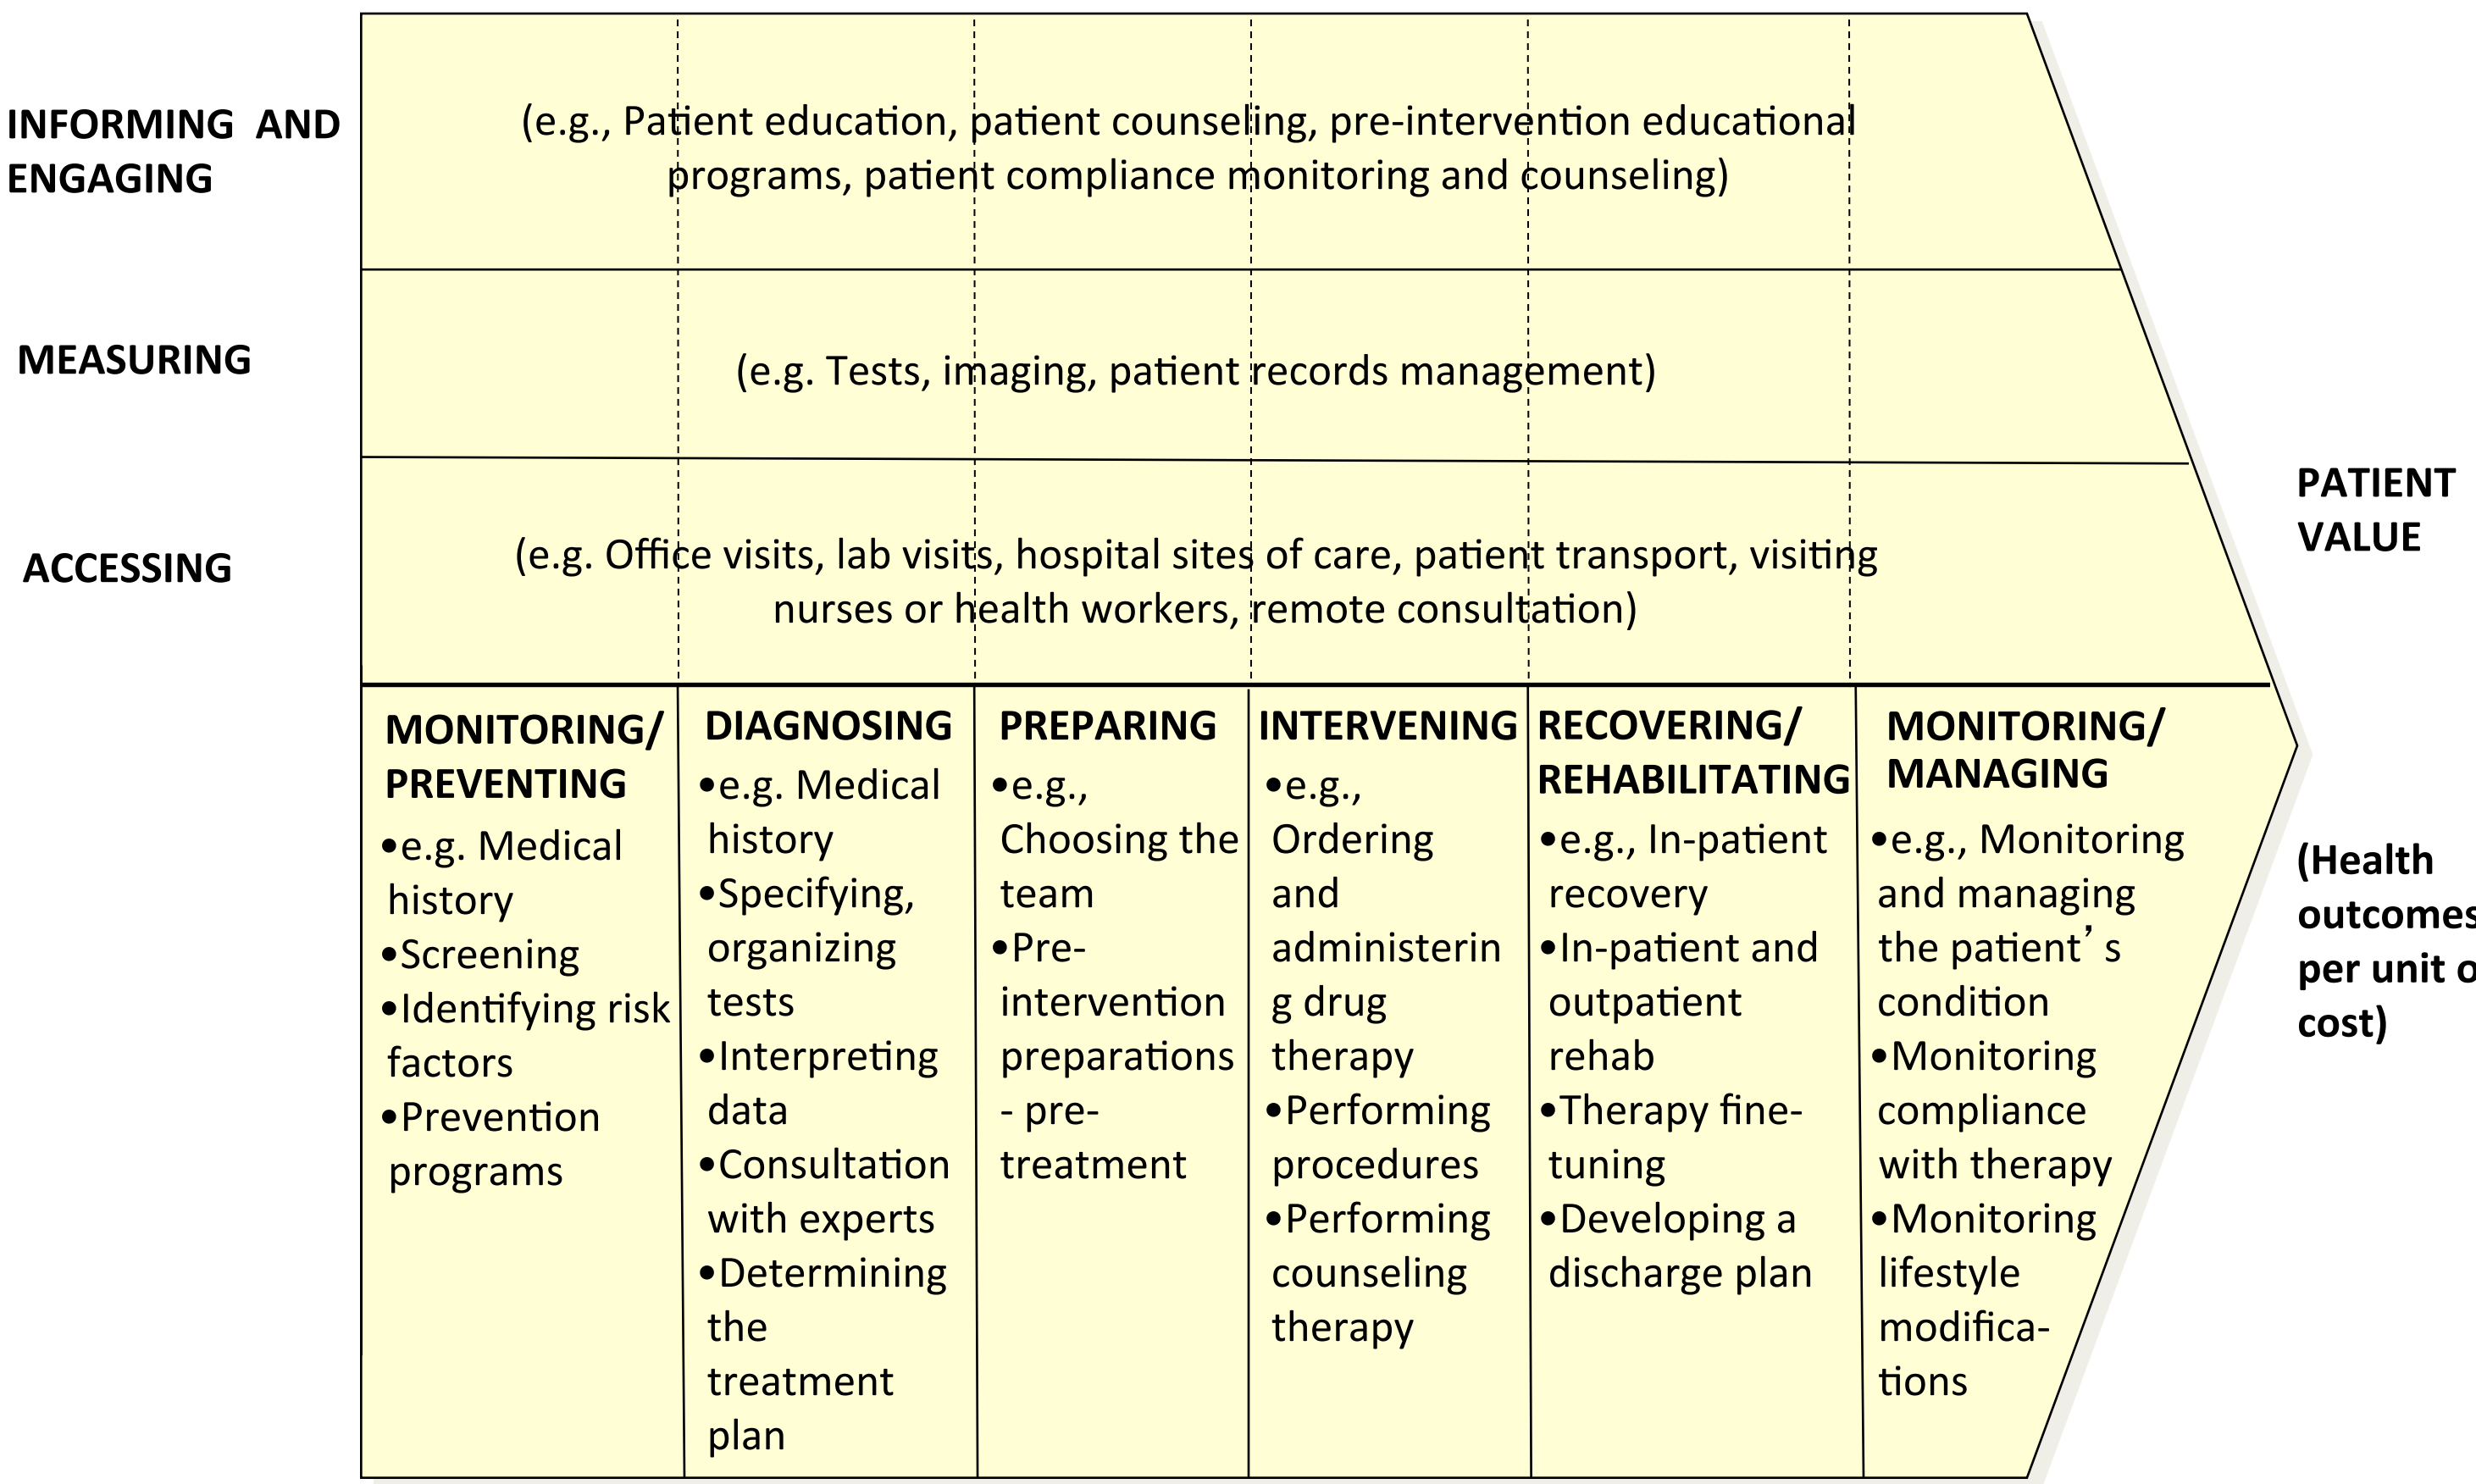 INFORMING AND
ENGAGING
(e.g., Patient education, patient counseling, pre-intervention educational
programs, patient compliance monitoring and counseling)
MEASURING
(e.g. Tests, imaging, patient records management)
ACCESSING
(e.g. Office visits, lab visits, hospital sites of care, patient transport, visiting
nurses or health workers, remote consultation)
MONITORING/
PREVENTING
•e.g. Medical
history
•Screening
•Identifying risk
factors
•Prevention
programs
DIAGNOSING
•e.g. Medical
history
•Specifying,
organizing
tests
•Interpreting
data
•Consultation
with experts
•Determining
the
treatment
plan
PREPARING
•e.g.,
Choosing the
team
•Pre-
intervention
preparations
- pre-
treatment
INTERVENING
•e.g.,
Ordering
and
administerin
g drug
therapy
•Performing
procedures
•Performing
counseling
therapy
RECOVERING/
REHABILITATING
•e.g., In-patient
recovery
•In-patient and
outpatient
rehab
•Therapy fine-
tuning
•Developing a
discharge plan
MONITORING/
MANAGING
•e.g., Monitoring
and managing
the patient’s
condition
•Monitoring
compliance
with therapy
•Monitoring
lifestyle
modifica-
tions
PATIENT
VALUE
(Health
outcomes
per unit o
cost)